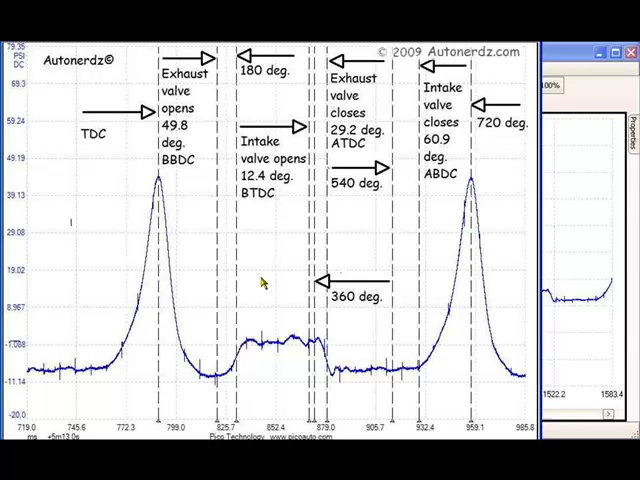 79.35
PSI
DC
69.3
59.24
49.19
39.13
29.08
19.02
8.967
-1.088
-11.14
-20.0
Autonerdz©
© 2009 Autonerdz.com
TDC
Exhaust
valve
opens
49.8
deg.
BBDC
180 deg.
Intake
valve opens
12.4 deg.
BTDC
Exhaust
valve
closes
29.2 deg.
ATDC
540 deg.
360 deg.
Intake
valve
closes
60.9
deg.
ABDC
720 deg.
719.0 745.6 772.3 799.0 825.7 852.4 879.0 905.7 932.4 959.1 985.8
ms +5m13.0s Pico Technology www.picoauto.com
100%
Properties
1522.2 1583.4